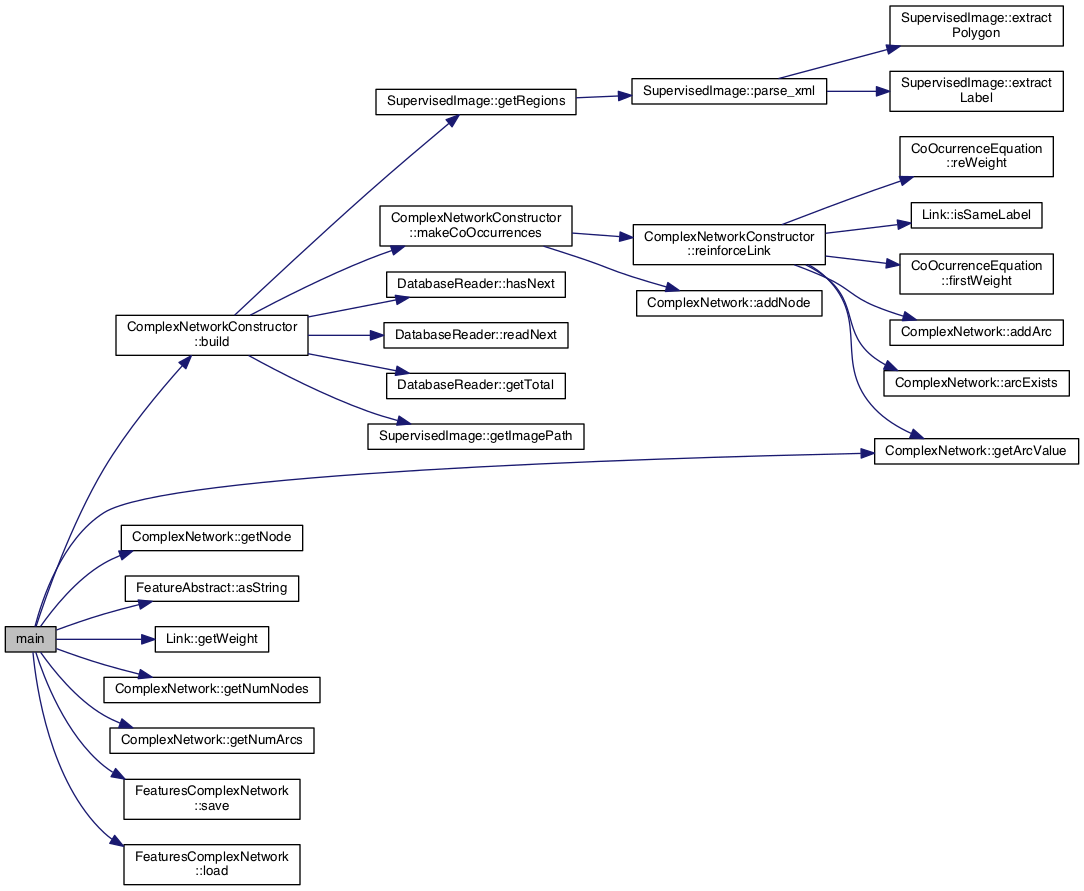 SupervisedImage::extract
Polygon
SupervisedImage::getRegions
SupervisedImage::parse_xml
SupervisedImage::extract
Label
CoOcurrenceEquation
::reWeight
ComplexNetworkConstructor
::makeCoOccurrences
ComplexNetworkConstructor
::reinforceLink
Link::isSameLabel
DatabaseReader::hasNext
CoOcurrenceEquation
::firstWeight
ComplexNetwork::addNode
ComplexNetworkConstructor
::build
DatabaseReader::readNext
ComplexNetwork::addArc
DatabaseReader::getTotal
ComplexNetwork::arcExists
SupervisedImage::getImagePath
ComplexNetwork::getArcValue
ComplexNetwork::getNode
FeatureAbstract::asString
main
Link::getWeight
ComplexNetwork::getNumNodes
ComplexNetwork::getNumArcs
FeaturesComplexNetwork
::save
FeaturesComplexNetwork
::load